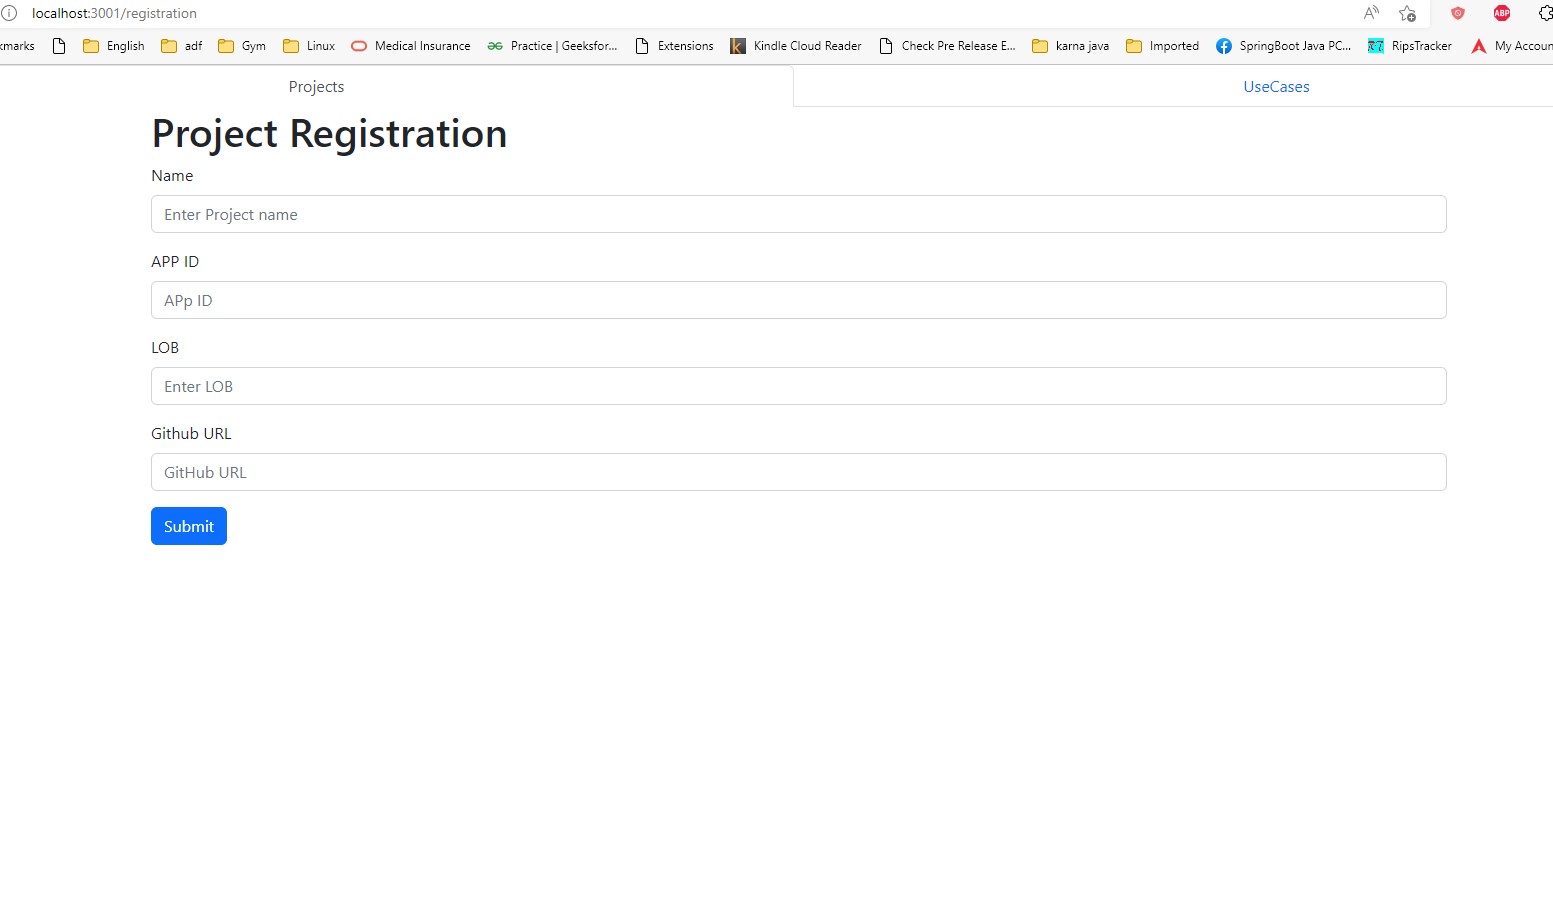 localhost:3001/registration
kmarks English adf Gym Linux Medical Insurance Practice | Geeksfor... Extensions Kindle Cloud Reader Check Pre Release E... karna java Imported SpringBoot Java PC... RipsTracker My Accoun
Projects UseCases
Project Registration
Name
Enter Project name
APP ID
APp ID
LOB
Enter LOB
Github URL
GitHub URL
Submit